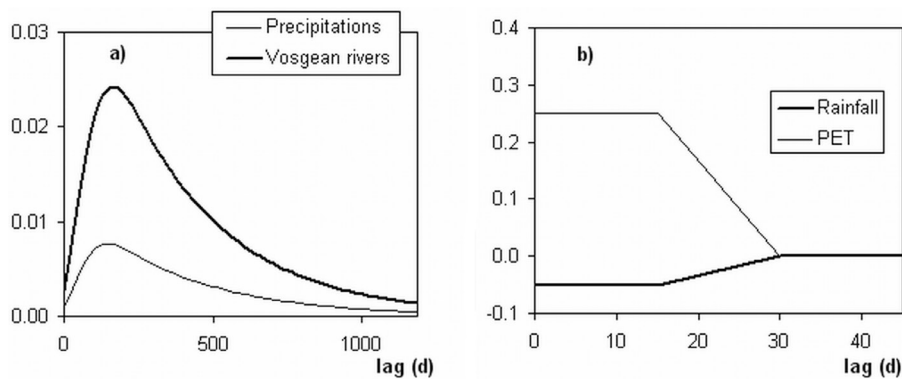 a)
Precipitations
Vosgean rivers
0.03
0.02
0.01
0.00
0
500
1000
lag (d)
b)
Rainfall
PET
0.4
0.3
0.2
0.1
0.0
-0.1
0
10
20
30
40
lag (d)